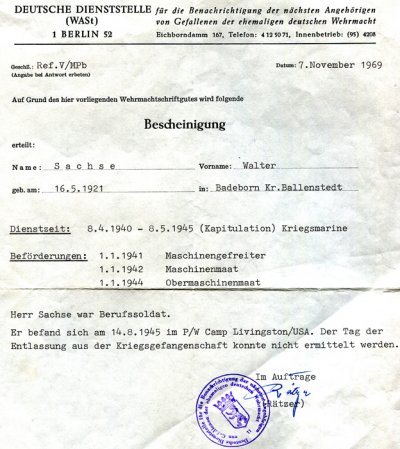 DEUTSCHE DIENSTSTELLE für die Benachrichtigung der nächsten Angehörigen
(WASt) von Gefallenen der ehemaligen deutschen Wehrmacht
1 BERLIN 52 Eichborndamm 167, Telefon: 4 12 50 71, Innenbetrieb: (95) 4208
Geschz.: Ref.V/MPb Datum: 7.November 1969
(Angabe bei Antwort erbeten)
Auf Grund des hier vorliegenden Wehrmachtschriftgutes wird folgende
Bescheinigung
erteilt:
Name: Sachse Vorname: Walter
geb. am: 16.5.1921 in: Badeborn Kr.Ballenstedt
Dienstzeit: 8.4.1940 - 8.5.1945 (Kapitulation) Kriegsmarine
Beförderungen: 1.1.1941 Maschinengefreiter
1.1.1942 Maschinenmaat
1.1.1944 Obermaschinenmaat
Herr Sachse war Berufssoldat.
Er befand sich am 14.8.1945 im P/W Camp Livingston/USA. Der Tag der
Entlassung aus der Kriegsgefangenschaft konnte nicht ermittelt werden.
Im Auftrage
(Rätzer)